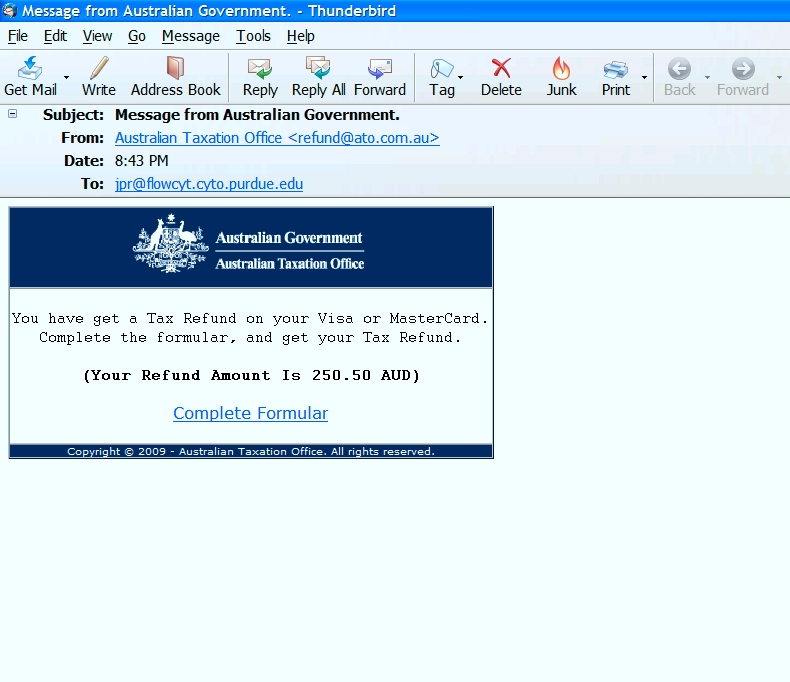 Message from Australian Government. - Thunderbird
File Edit View Go Message Tools Help
Get Mail Write Address Book Reply Reply All Forward Tag Delete Junk Print Back Forward
Subject: Message from Australian Government.
From: Australian Taxation Office <refund@ato.com.au>
Date: 8:43 PM
To: jpr@flowcyt.cyto.purdue.edu
Australian Government
Australian Taxation Office
You have get a Tax Refund on your Visa or MasterCard.
Complete the formular, and get your Tax Refund.
(Your Refund Amount Is 250.50 AUD)
Complete Formular
Copyright © 2009 - Australian Taxation Office. All rights reserved.